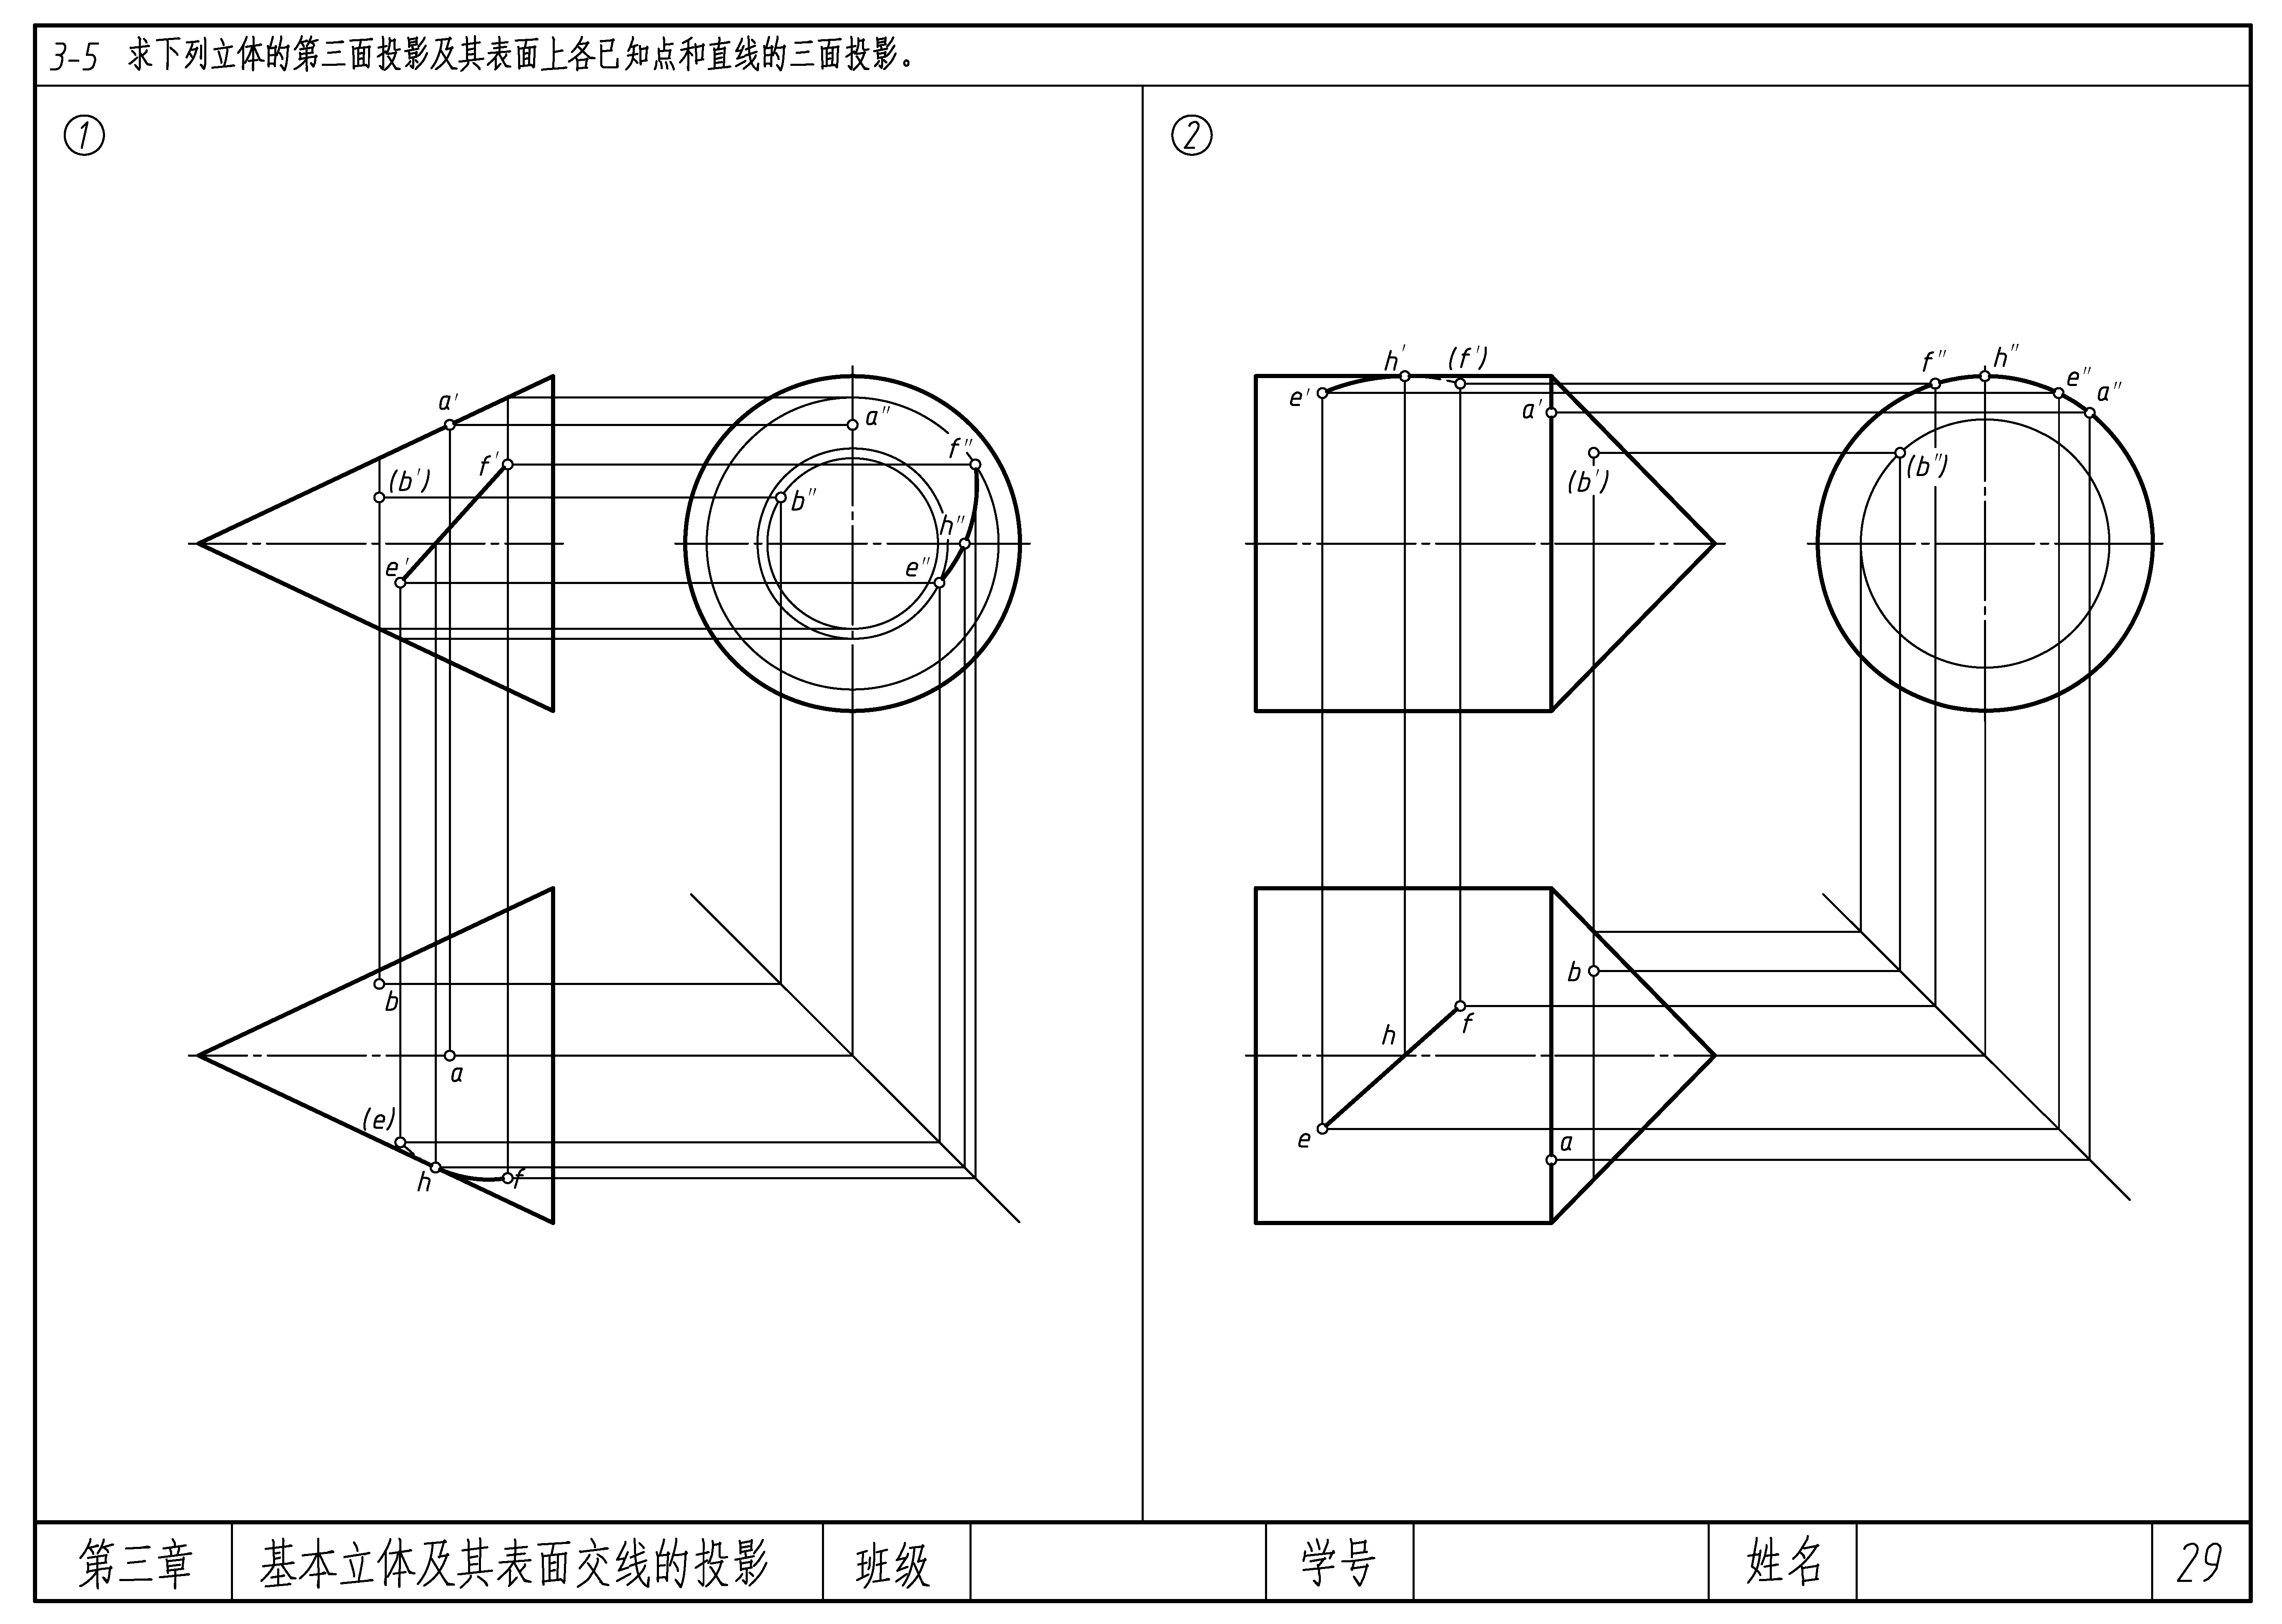 3-5 求下列立体的第三面投影及其表面上各已知点和直线的三面投影。
① ②
h' (f') f" h"
e' e" a"
a' a" a'
f' f"
(b') b" (b') (b")
h"
e' e"
b b
h f
a
(e) e a
h f
第三章 基本立体及其表面交线的投影 班级 学号 姓名 29